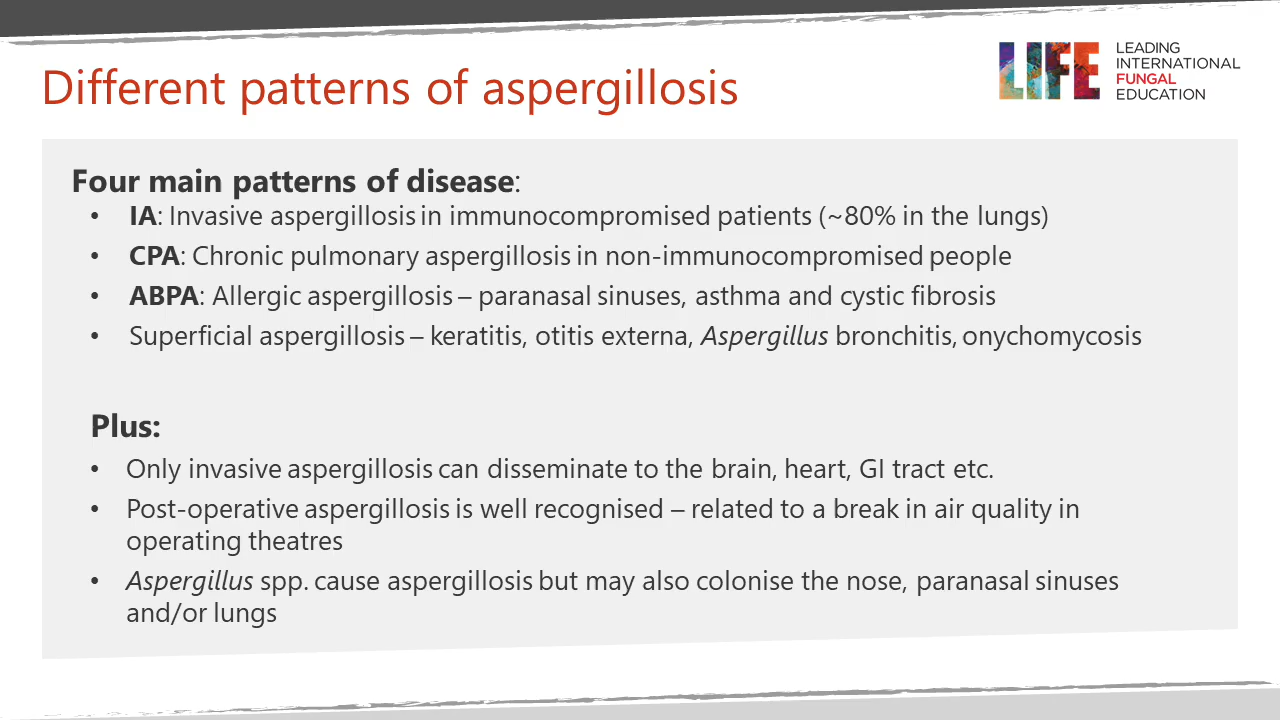 Different patterns of aspergillosis
LIFE
LEADING
INTERNATIONAL
FUNGAL
EDUCATION
Four main patterns of disease:
• IA: Invasive aspergillosis in immunocompromised patients (~80% in the lungs)
• CPA: Chronic pulmonary aspergillosis in non-immunocompromised people
• ABPA: Allergic aspergillosis – paranasal sinuses, asthma and cystic fibrosis
• Superficial aspergillosis – keratitis, otitis externa, Aspergillus bronchitis, onychomycosis
Plus:
• Only invasive aspergillosis can disseminate to the brain, heart, GI tract etc.
• Post-operative aspergillosis is well recognised – related to a break in air quality in
operating theatres
• Aspergillus spp. cause aspergillosis but may also colonise the nose, paranasal sinuses
and/or lungs